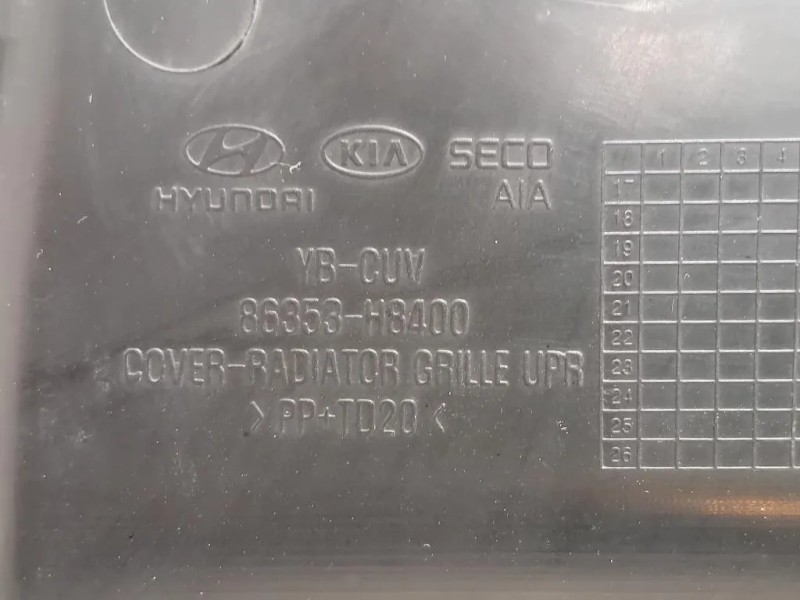 HYUNDAI KIA SECO
AIA
YB-CUV
86353-H8400
COVER-RADIATOR GRILLE UPR
>PP+TD20<
1 2 3 4
17
18
19
20
21
22
23
24
25
26